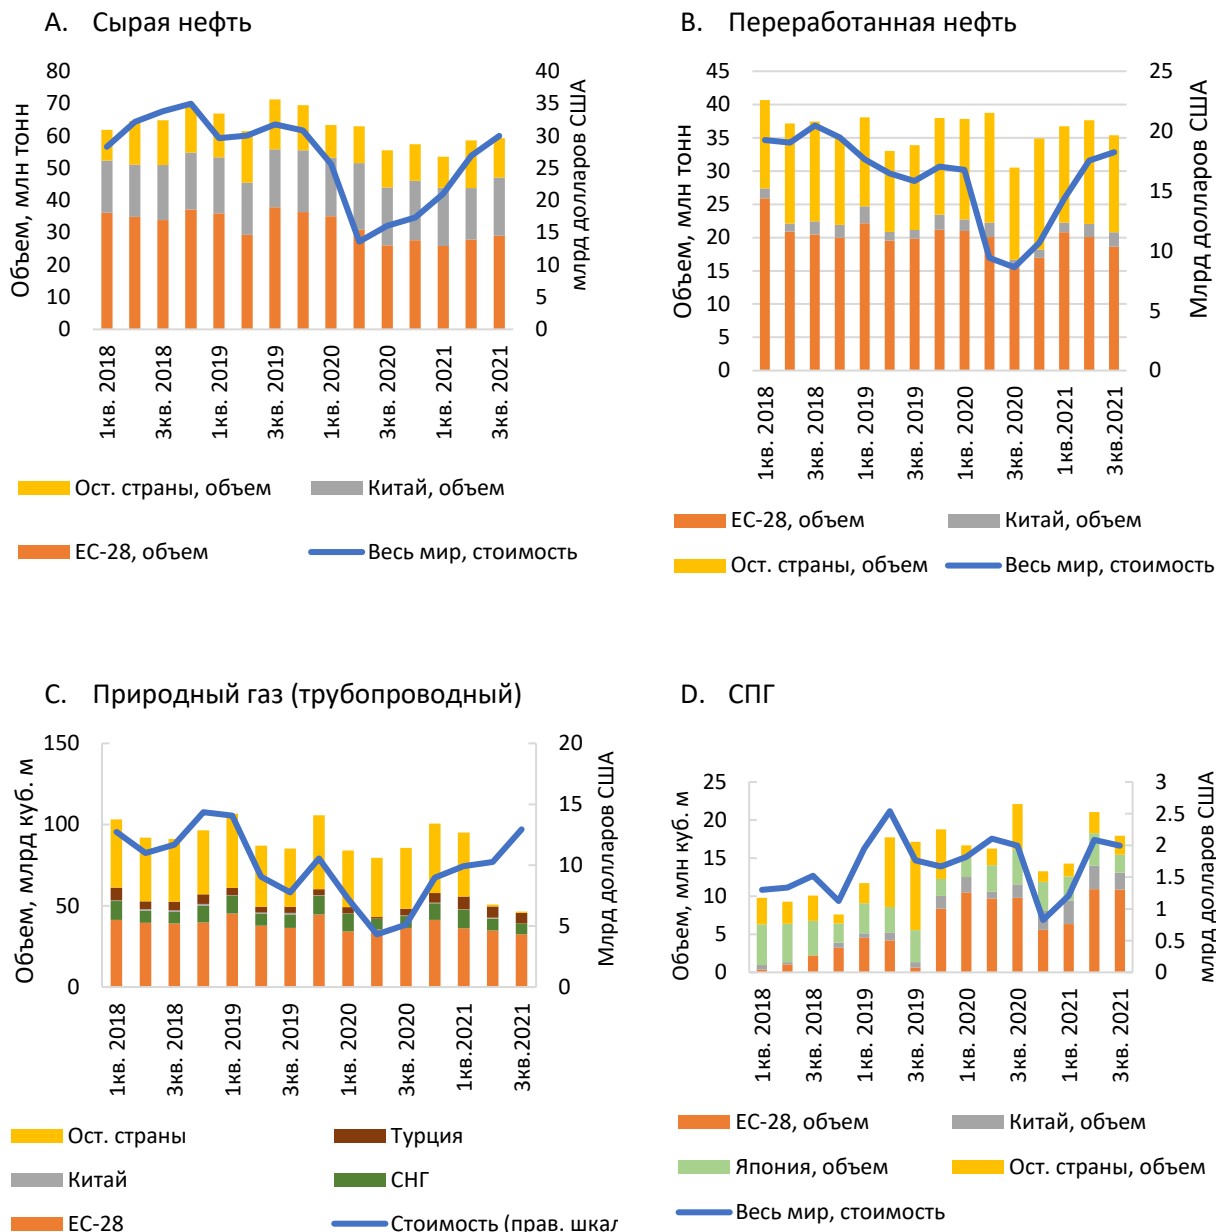 A. Сырая нефть
80
70
60
50
40
30
20
10
0
Объем, млн тонн
40
35
30
25
20
15
10
5
0
млрд долларов США
1кв. 2018
3кв. 2018
1кв. 2019
3кв. 2019
1кв. 2020
3кв. 2020
1кв. 2021
3кв. 2021
Ост. страны, объем
Китай, объем
ЕС-28, объем
Весь мир, стоимость
B. Переработанная нефть
45
40
35
30
25
20
15
10
5
0
Объем, млн тонн
25
20
15
10
5
0
Млрд долларов США
1кв. 2018
3кв. 2018
1кв. 2019
3кв. 2019
1кв. 2020
3кв. 2020
1кв.2021
3кв.2021
ЕС-28, объем
Китай, объем
Ост. страны, объем
Весь мир, стоимость
C. Природный газ (трубопроводный)
150
100
50
0
Объем, млрд куб. м
20
15
10
5
0
Млрд долларов США
1кв. 2018
3кв. 2018
1кв. 2019
3кв. 2019
1кв. 2020
3кв. 2020
1кв.2021
3кв.2021
Ост. страны
Турция
Китай
СНГ
ЕС-28
Стоимость (прав. шкал
D. СПГ
25
20
15
10
5
0
Объем, млн куб. м
3
2.5
2
1.5
1
0.5
0
млрд долларов США
1кв. 2018
3кв. 2018
1кв. 2019
3кв. 2019
1кв. 2020
3кв. 2020
1кв. 2021
3кв. 2021
ЕС-28, объем
Китай, объем
Япония, объем
Ост. страны, объем
Весь мир, стоимость